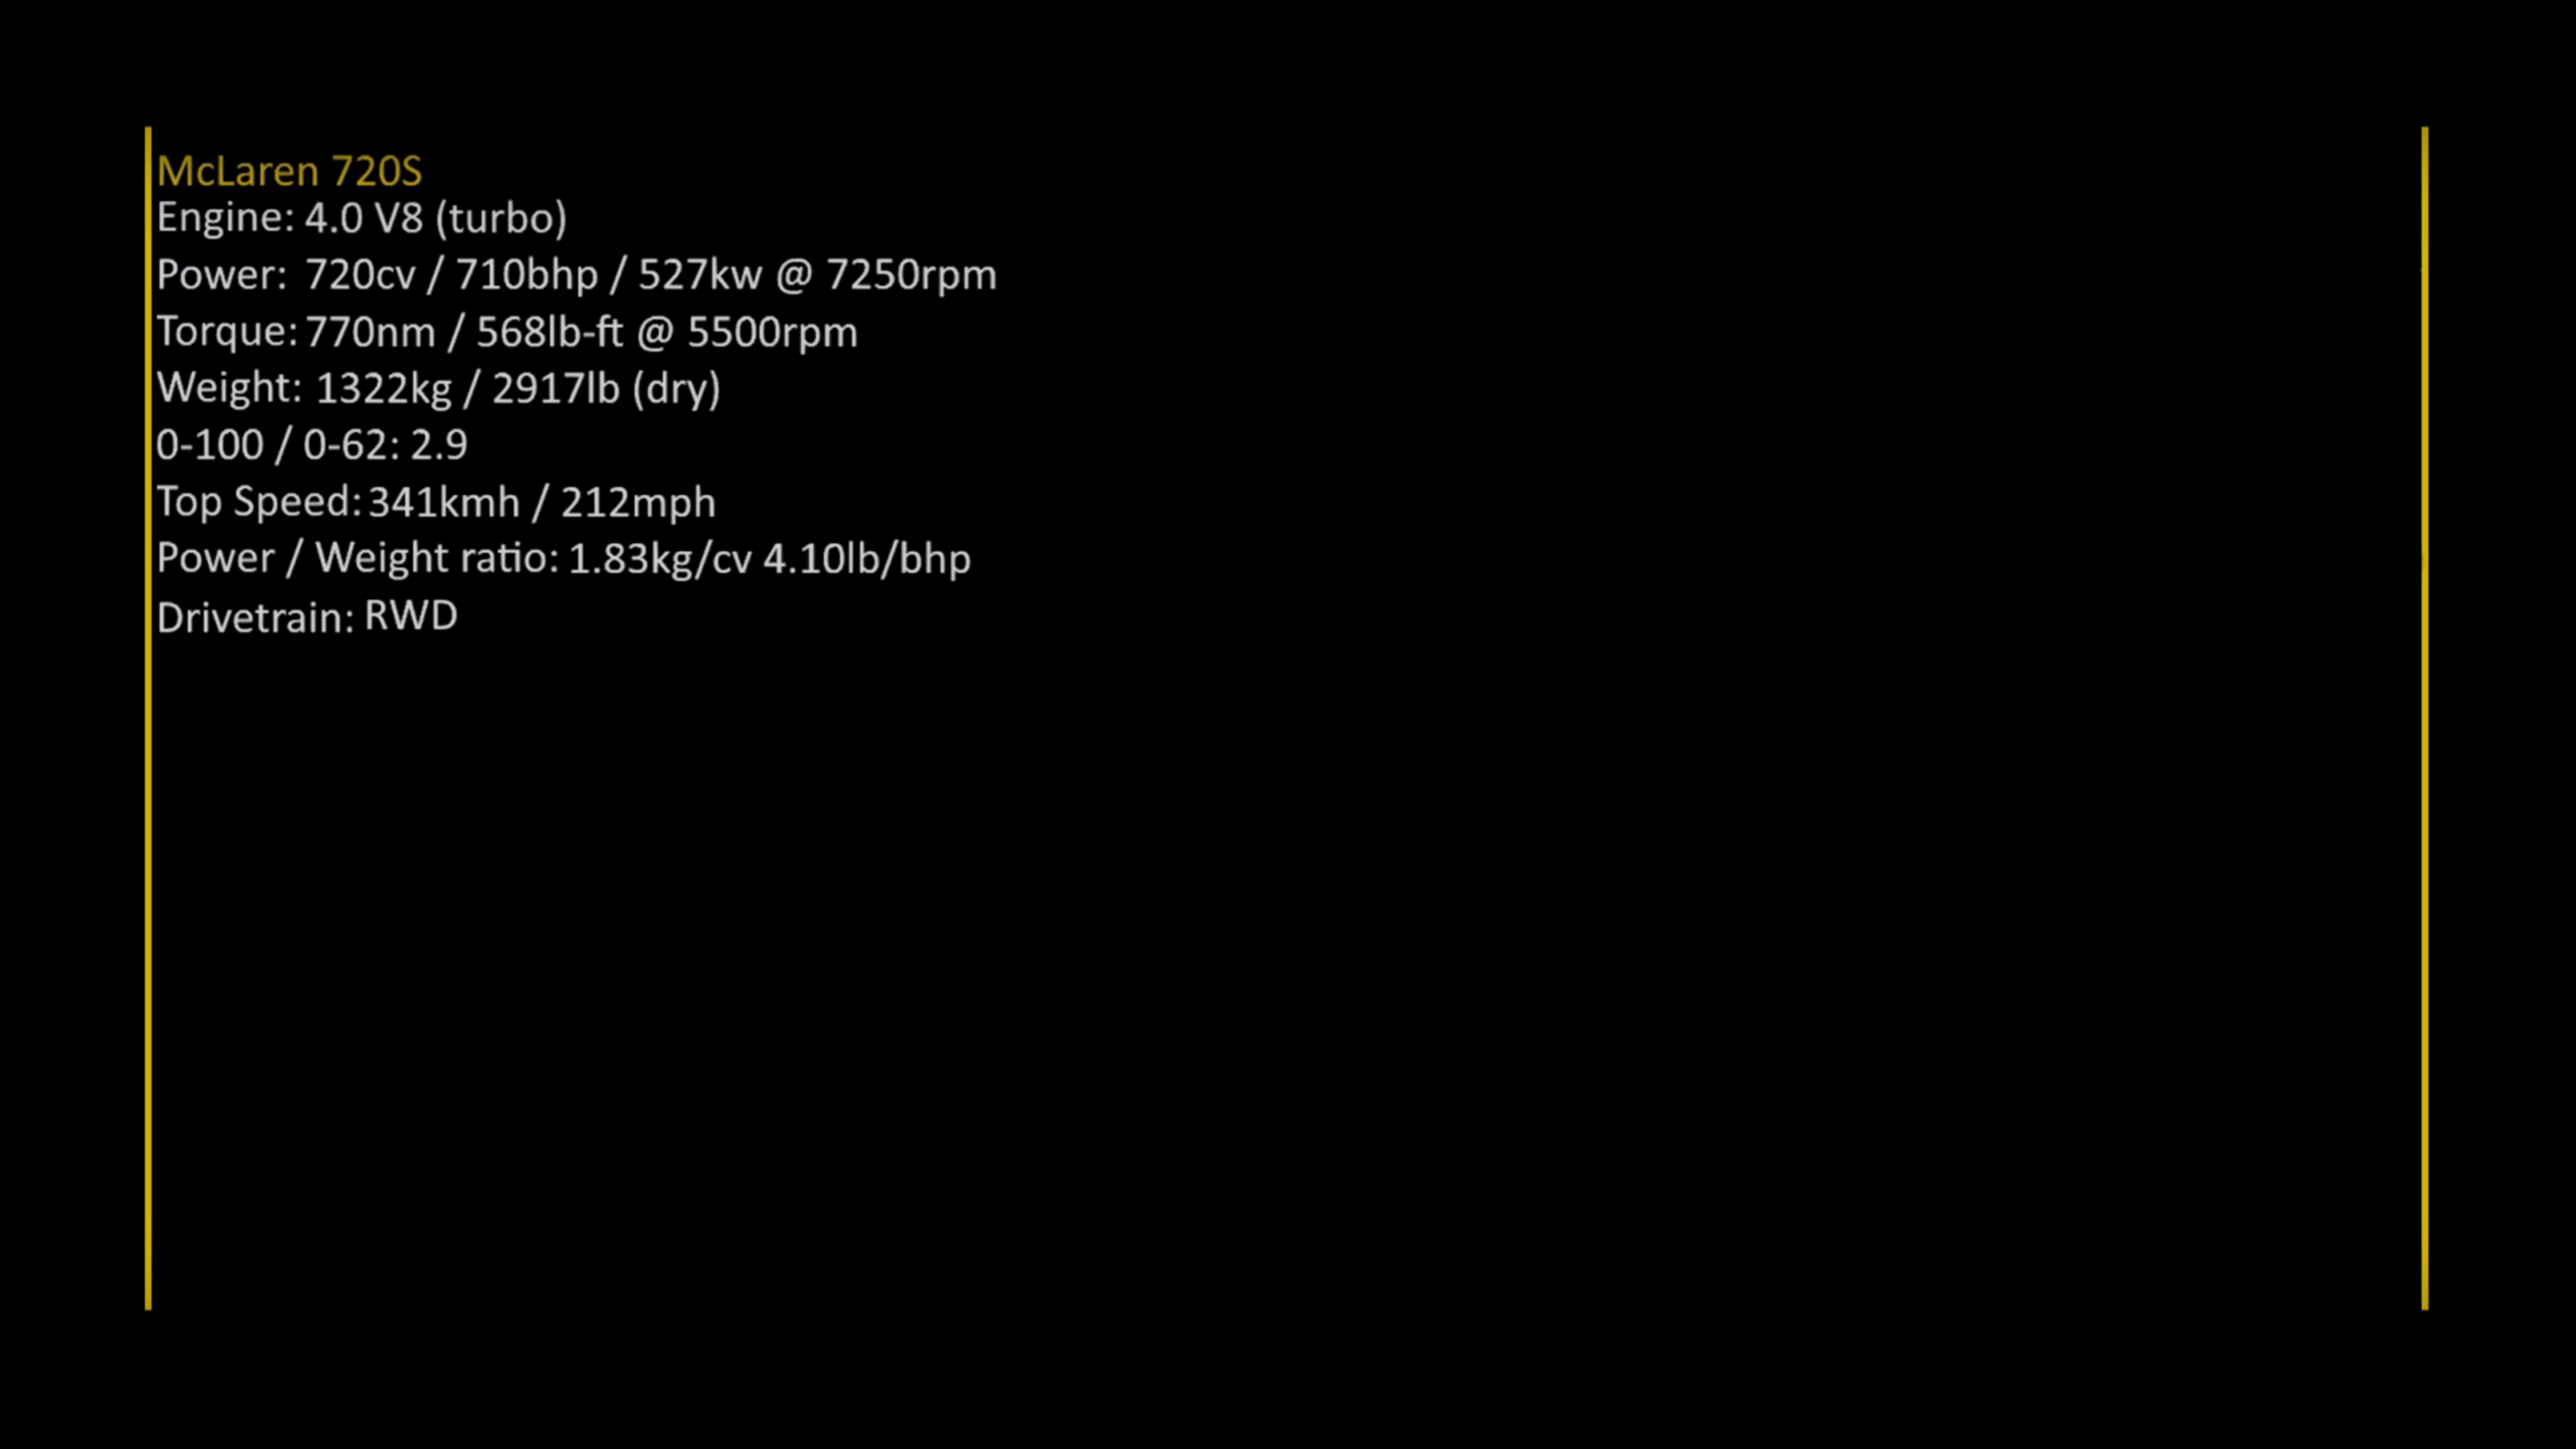 McLaren 720S
Engine: 4.0 V8 (turbo)
Power: 720cv / 710bhp / 527kw @ 7250rpm
Torque: 770nm / 568lb-ft @ 5500rpm
Weight: 1322kg / 2917lb (dry)
0-100 / 0-62: 2.9
Top Speed: 341kmh / 212mph
Power / Weight ratio: 1.83kg/cv 4.10lb/bhp
Drivetrain: RWD